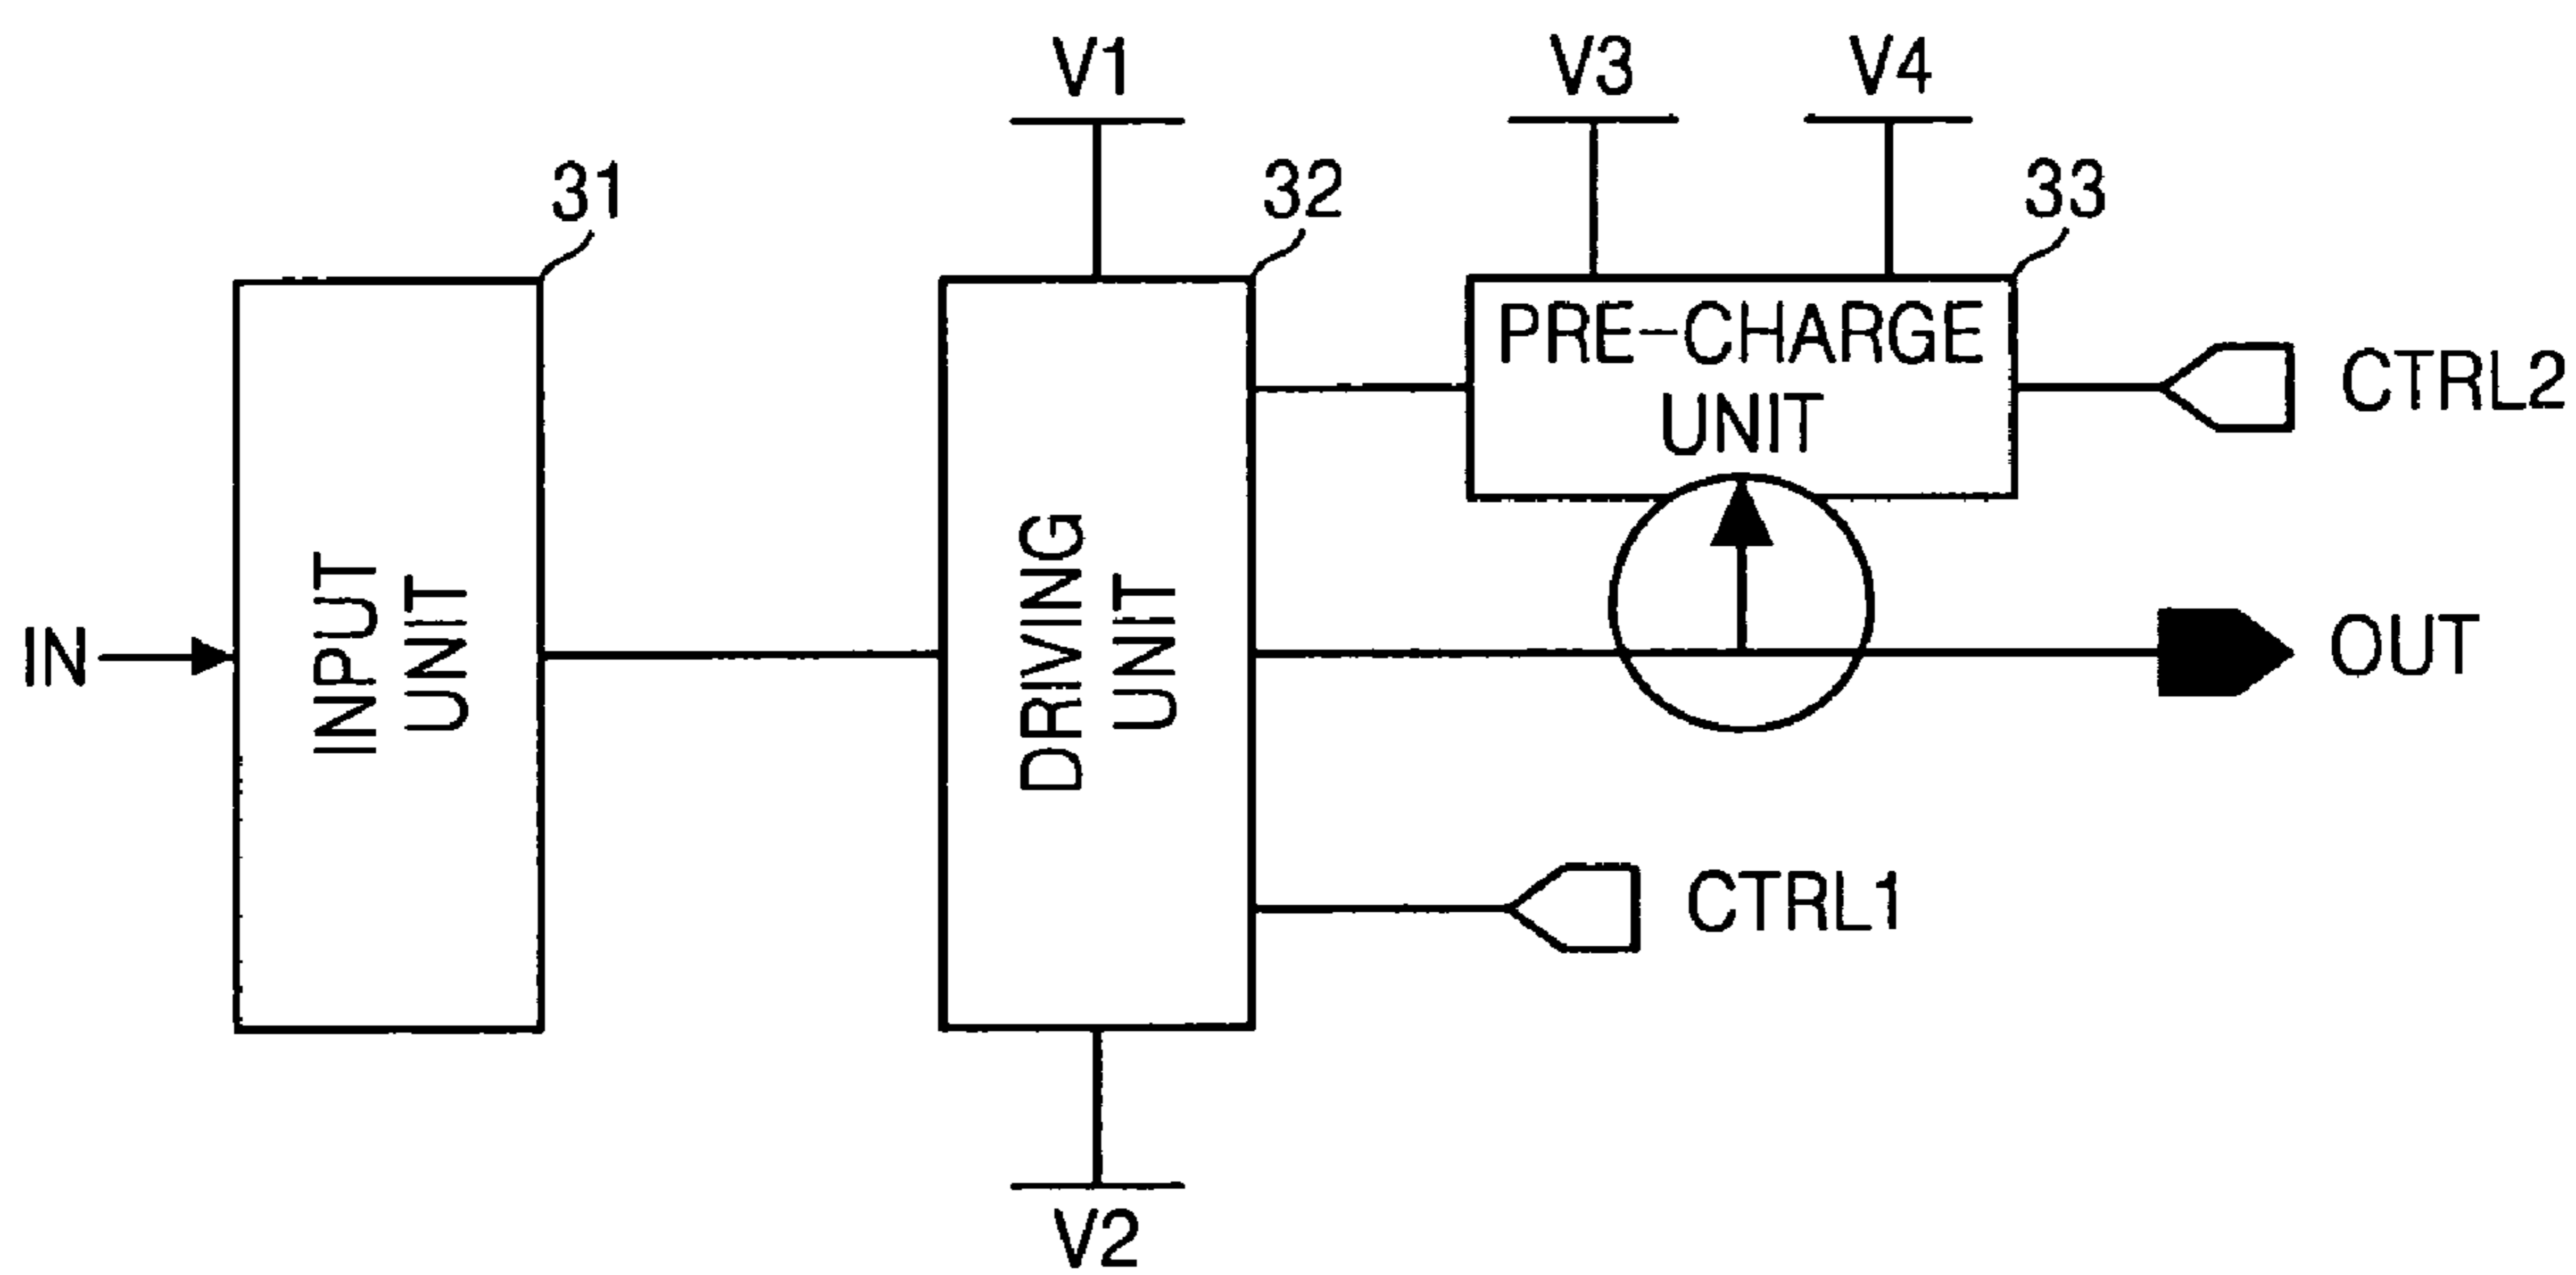 V1
V3
V4
31
32
33
PRE-CHARGE
UNIT
CTRL2
IN
INPUT
UNIT
DRIVING
UNIT
OUT
CTRL1
V2